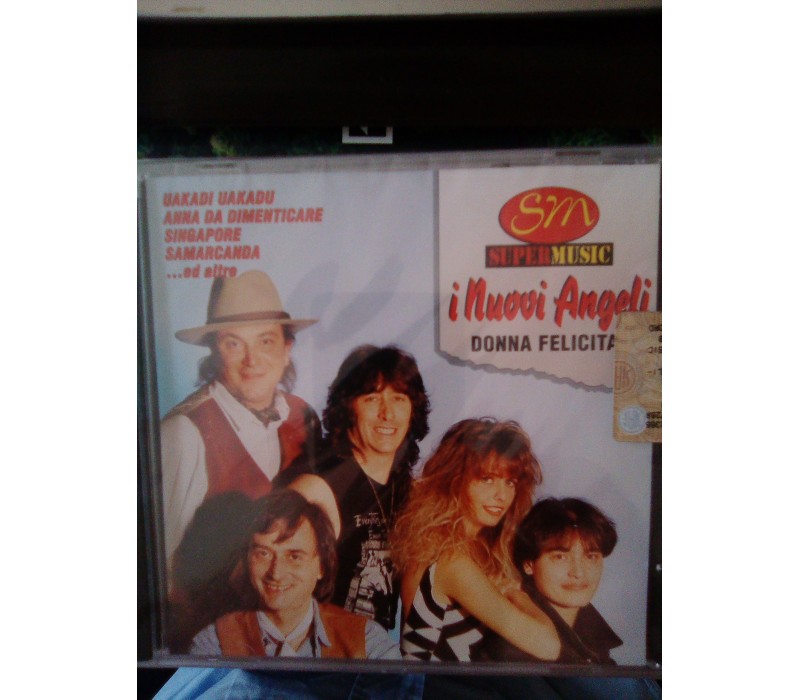 UAKADI UAKADU
ANNA DA DIMENTICARE
SINGAPORE
SAMARCANDA
...ed altre
SM
SUPERMUSIC
i Nuovi Angeli
DONNA FELICITA